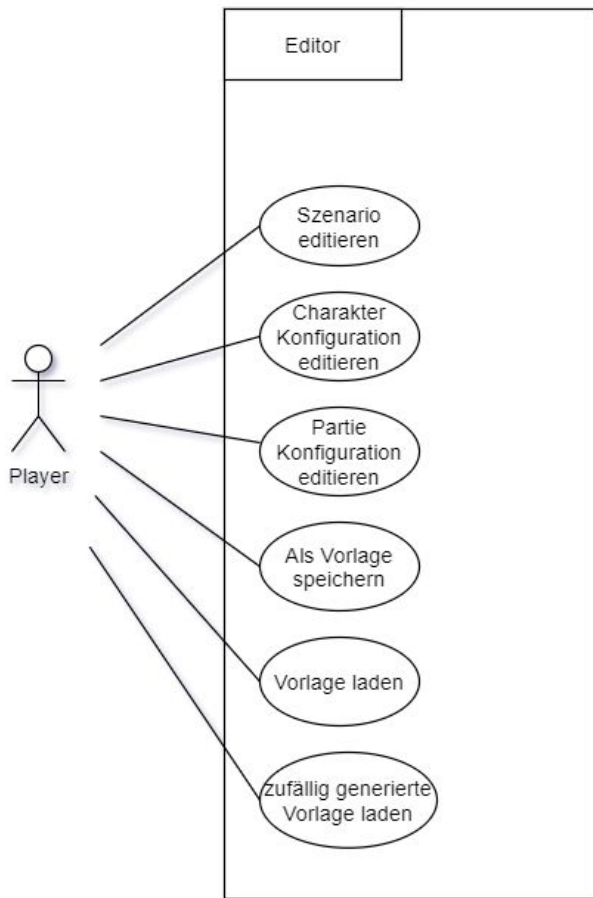 Editor
Szenario
editieren
Charakter
Konfiguration
editieren
Player
Partie
Konfiguration
editieren
Als Vorlage
speichern
Vorlage laden
zufällig generierte
Vorlage laden